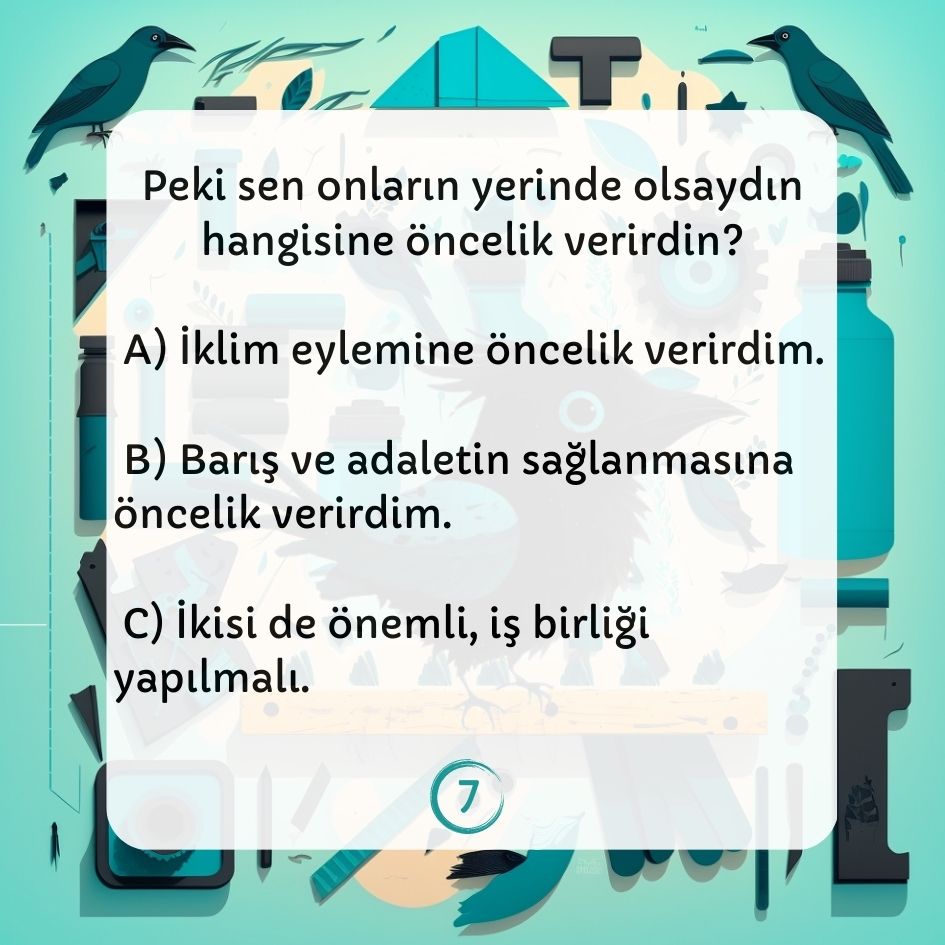 Peki sen onların yerinde olsaydın
hangisine öncelik verirdin?
A) İklim eylemine öncelik verirdim.
B) Barış ve adaletin sağlanmasına
öncelik verirdim.
C) İkisi de önemli, iş birliği
yapılmalı.
7